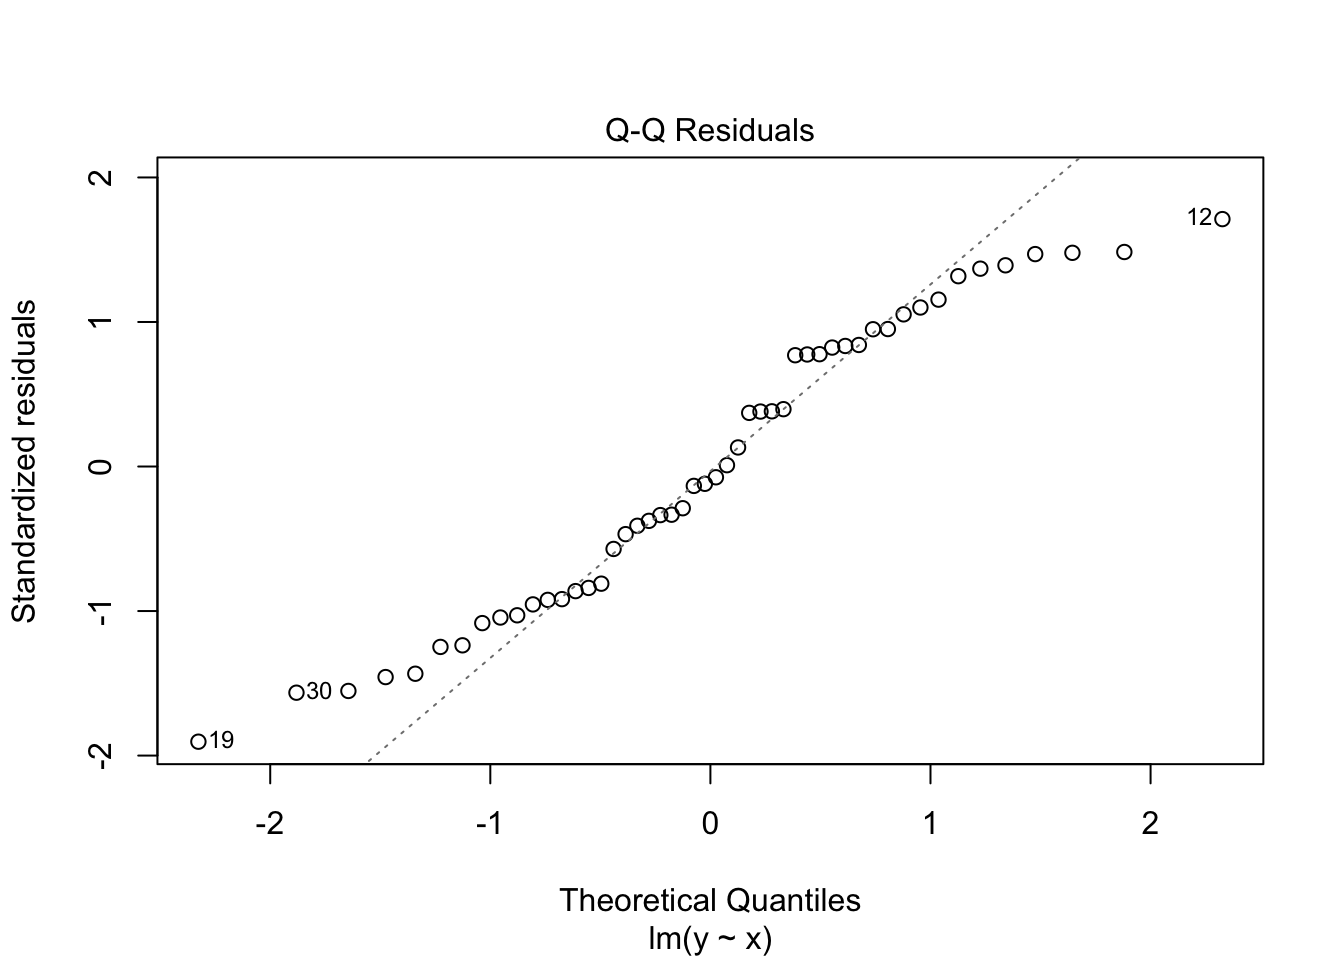 Q-Q Residuals
2
1
0
-1
-2
Standardized residuals
12
30
19
-2 -1 0 1 2
Theoretical Quantiles
lm(y ~ x)